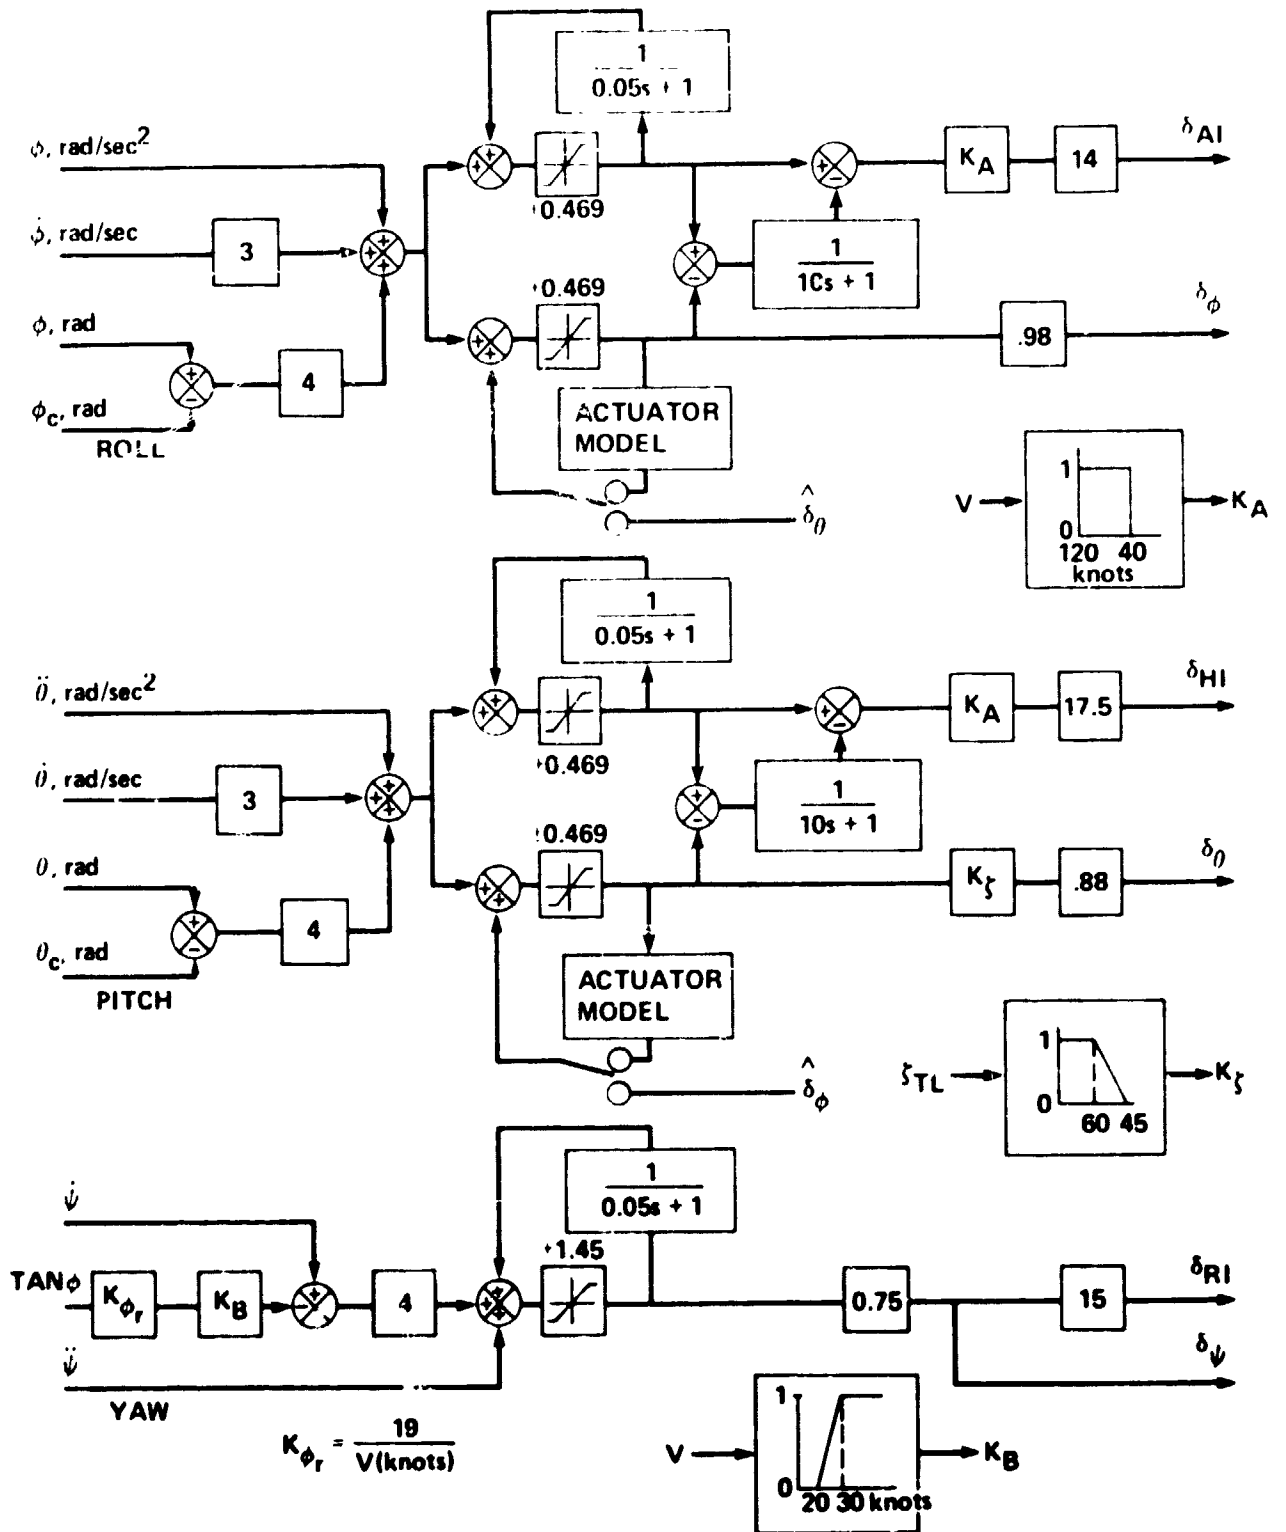 1
0.05s + 1
ϕ, rad/sec²
δAI
KA
14
+0.469
ϕ̇, rad/sec
3
1
1Cs + 1
+0.469
δϕ
.98
ϕ, rad
4
ϕc, rad
ROLL
ACTUATOR
MODEL
δ̂θ
V
1
0
120 40
knots
KA
1
0.05s + 1
θ̈, rad/sec²
δHI
KA
17.5
+0.469
θ̇, rad/sec
3
1
10s + 1
±0.469
δθ
Kζ
.88
θ, rad
4
θc, rad
PITCH
ACTUATOR
MODEL
δ̂ϕ
ζTL
1
0
60 45
Kζ
1
0.05s + 1
ψ̇
+1.45
TANϕ
Kϕr
KB
4
0.75
15
δRI
ψ̈
δψ
YAW
Kϕr = 19
V(knots)
V
1
0
20 30 knots
KB